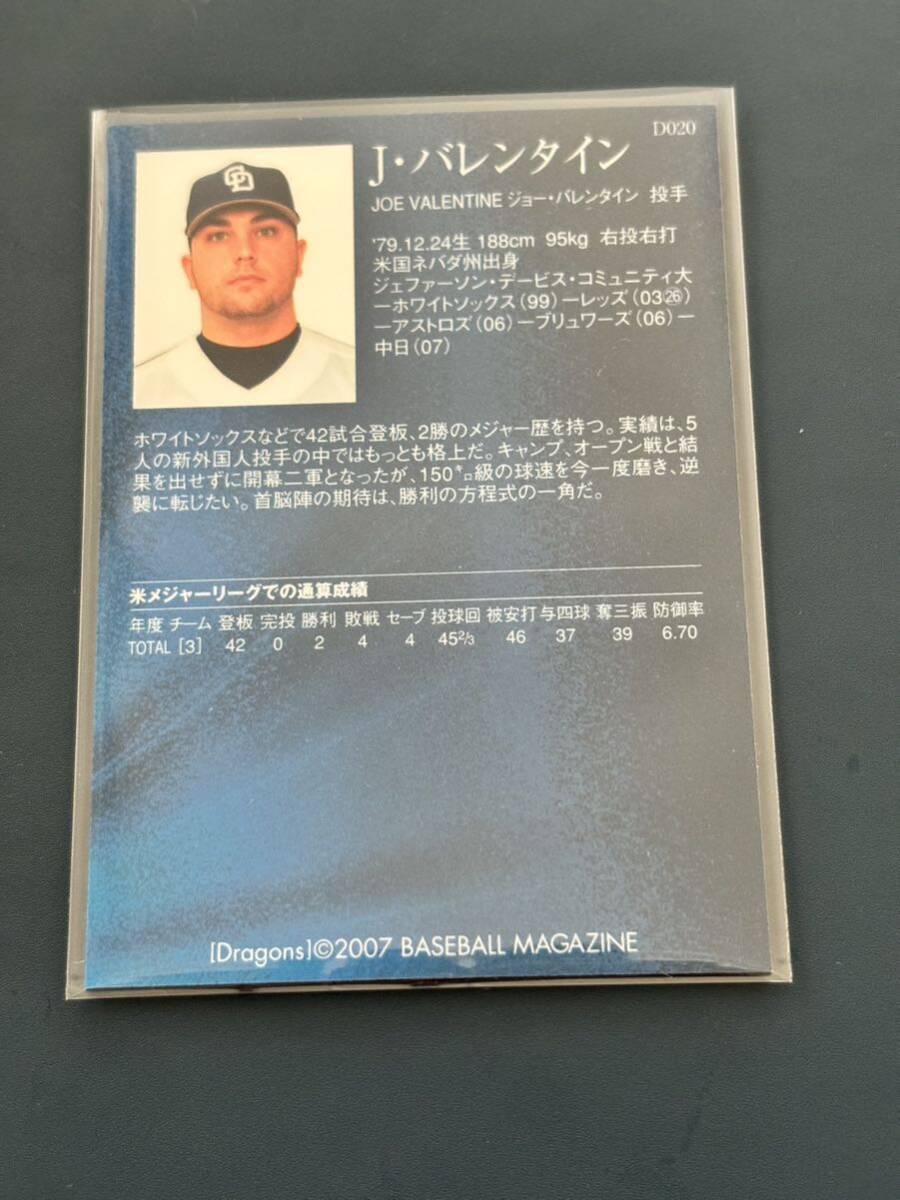 D020
J・バレンタイン
JOE VALENTINE ジョー・バレンタイン 投手
'79.12.24生 188cm 95kg 右投右打
米国ネバダ州出身
ジェファーソン・デービス・コミュニティ大
ーホワイトソックス(99)ーレッズ(03㉖)
ーアストロズ(06)ーブリュワーズ(06)ー
中日(07)
ホワイトソックスなどで42試合登板、2勝のメジャー歴を持つ。実績は、5
人の新外国人投手の中ではもっとも格上だ。キャンプ、オープン戦と結
果を出せずに開幕二軍となったが、150㌔級の球速を今一度磨き、逆
襲に転じたい。首脳陣の期待は、勝利の方程式の一角だ。
米メジャーリーグでの通算成績
年度 チーム 登板 完投 勝利 敗戦 セーブ 投球回 被安打 与四球 奪三振 防御率
TOTAL [3] 42 0 2 4 4 45 2/3 46 37 39 6.70
[Dragons]©2007 BASEBALL MAGAZINE